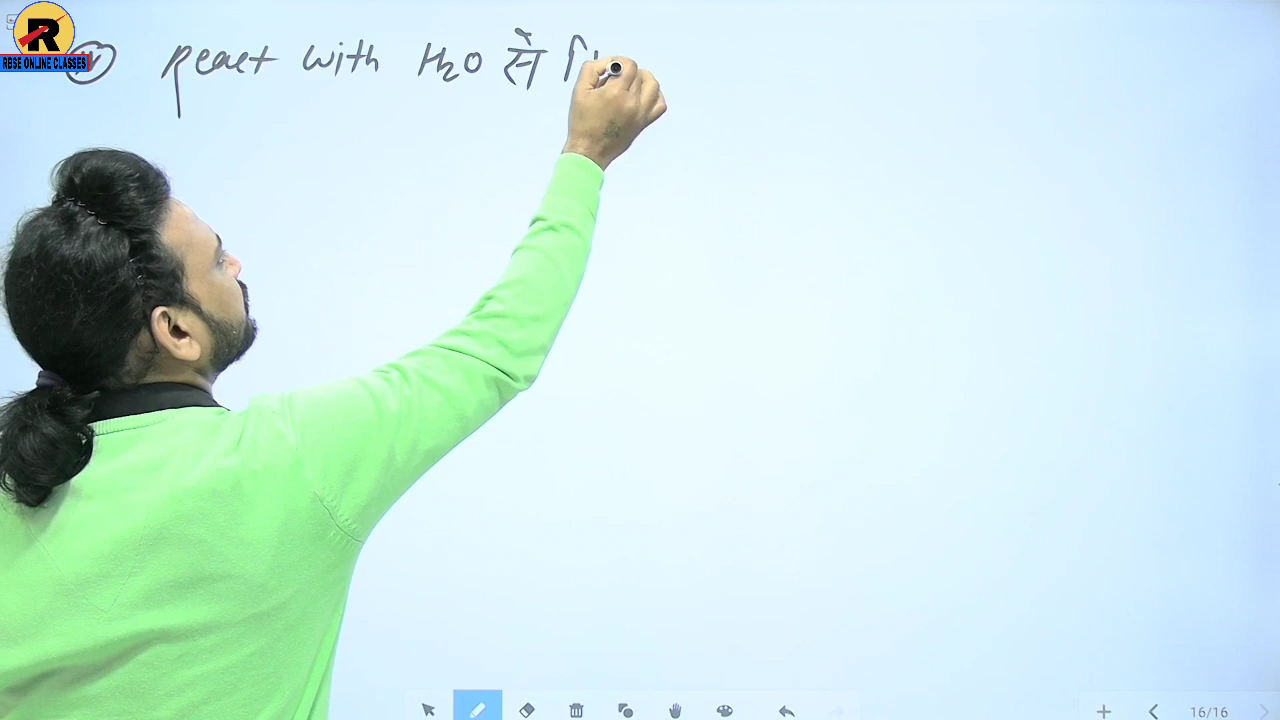 R
RBSE ONLINE CLASSES
React with H₂O से
16/16